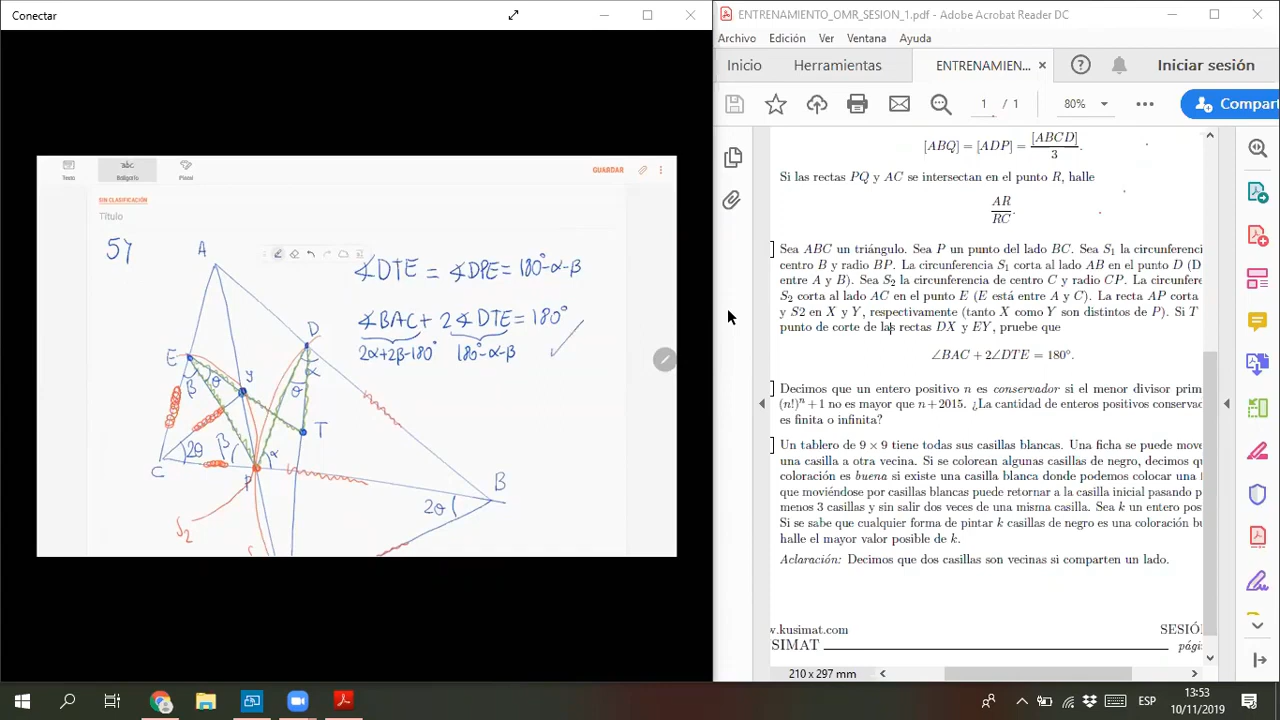 Conectar
ENTRENAMIENTO_OMR_SESION_1.pdf - Adobe Acrobat Reader DC
Archivo Edición Ver Ventana Ayuda
Inicio Herramientas ENTRENAMIEN... Iniciar sesión
1 / 1 80% Compart
Texto Bolígrafo Pincel GUARDAR
SIN CLASIFICACIÓN
Título
5) A
∡DTE = ∡DPE = 180°-α-β
∡BAC + 2∡DTE = 180°
2α+2β-180° 180°-α-β
D
E
β θ y θ α
T
C 2θ β α
P
B
2θ
S₂
[ABQ] = [ADP] = [ABCD]
3
.
Si las rectas PQ y AC se intersectan en el punto R, halle
AR
RC
.
Sea ABC un triángulo. Sea P un punto del lado BC. Sea S₁ la circunferenci
centro B y radio BP. La circunferencia S₁ corta al lado AB en el punto D (D
entre A y B). Sea S₂ la circunferencia de centro C y radio CP. La circunfere
S₂ corta al lado AC en el punto E (E está entre A y C). La recta AP corta
y S2 en X y Y, respectivamente (tanto X como Y son distintos de P). Si T
punto de corte de las rectas DX y EY, pruebe que
∠BAC + 2∠DTE = 180°.
Decimos que un entero positivo n es conservador si el menor divisor prim
(n!)ⁿ + 1 no es mayor que n + 2015. ¿La cantidad de enteros positivos conservac
es finita o infinita?
Un tablero de 9 × 9 tiene todas sus casillas blancas. Una ficha se puede move
una casilla a otra vecina. Si se colorean algunas casillas de negro, decimos qu
coloración es buena si existe una casilla blanca donde podemos colocar una
que moviéndose por casillas blancas puede retornar a la casilla inicial pasando p
menos 3 casillas y sin salir dos veces de una misma casilla. Sea k un entero pos
Si se sabe que cualquier forma de pintar k casillas de negro es una coloración bu
halle el mayor valor posible de k.
Aclaración: Decimos que dos casillas son vecinas si comparten un lado.
w.kusimat.com SESIÓ
SIMAT pági
210 x 297 mm
ESP
13:53
10/11/2019